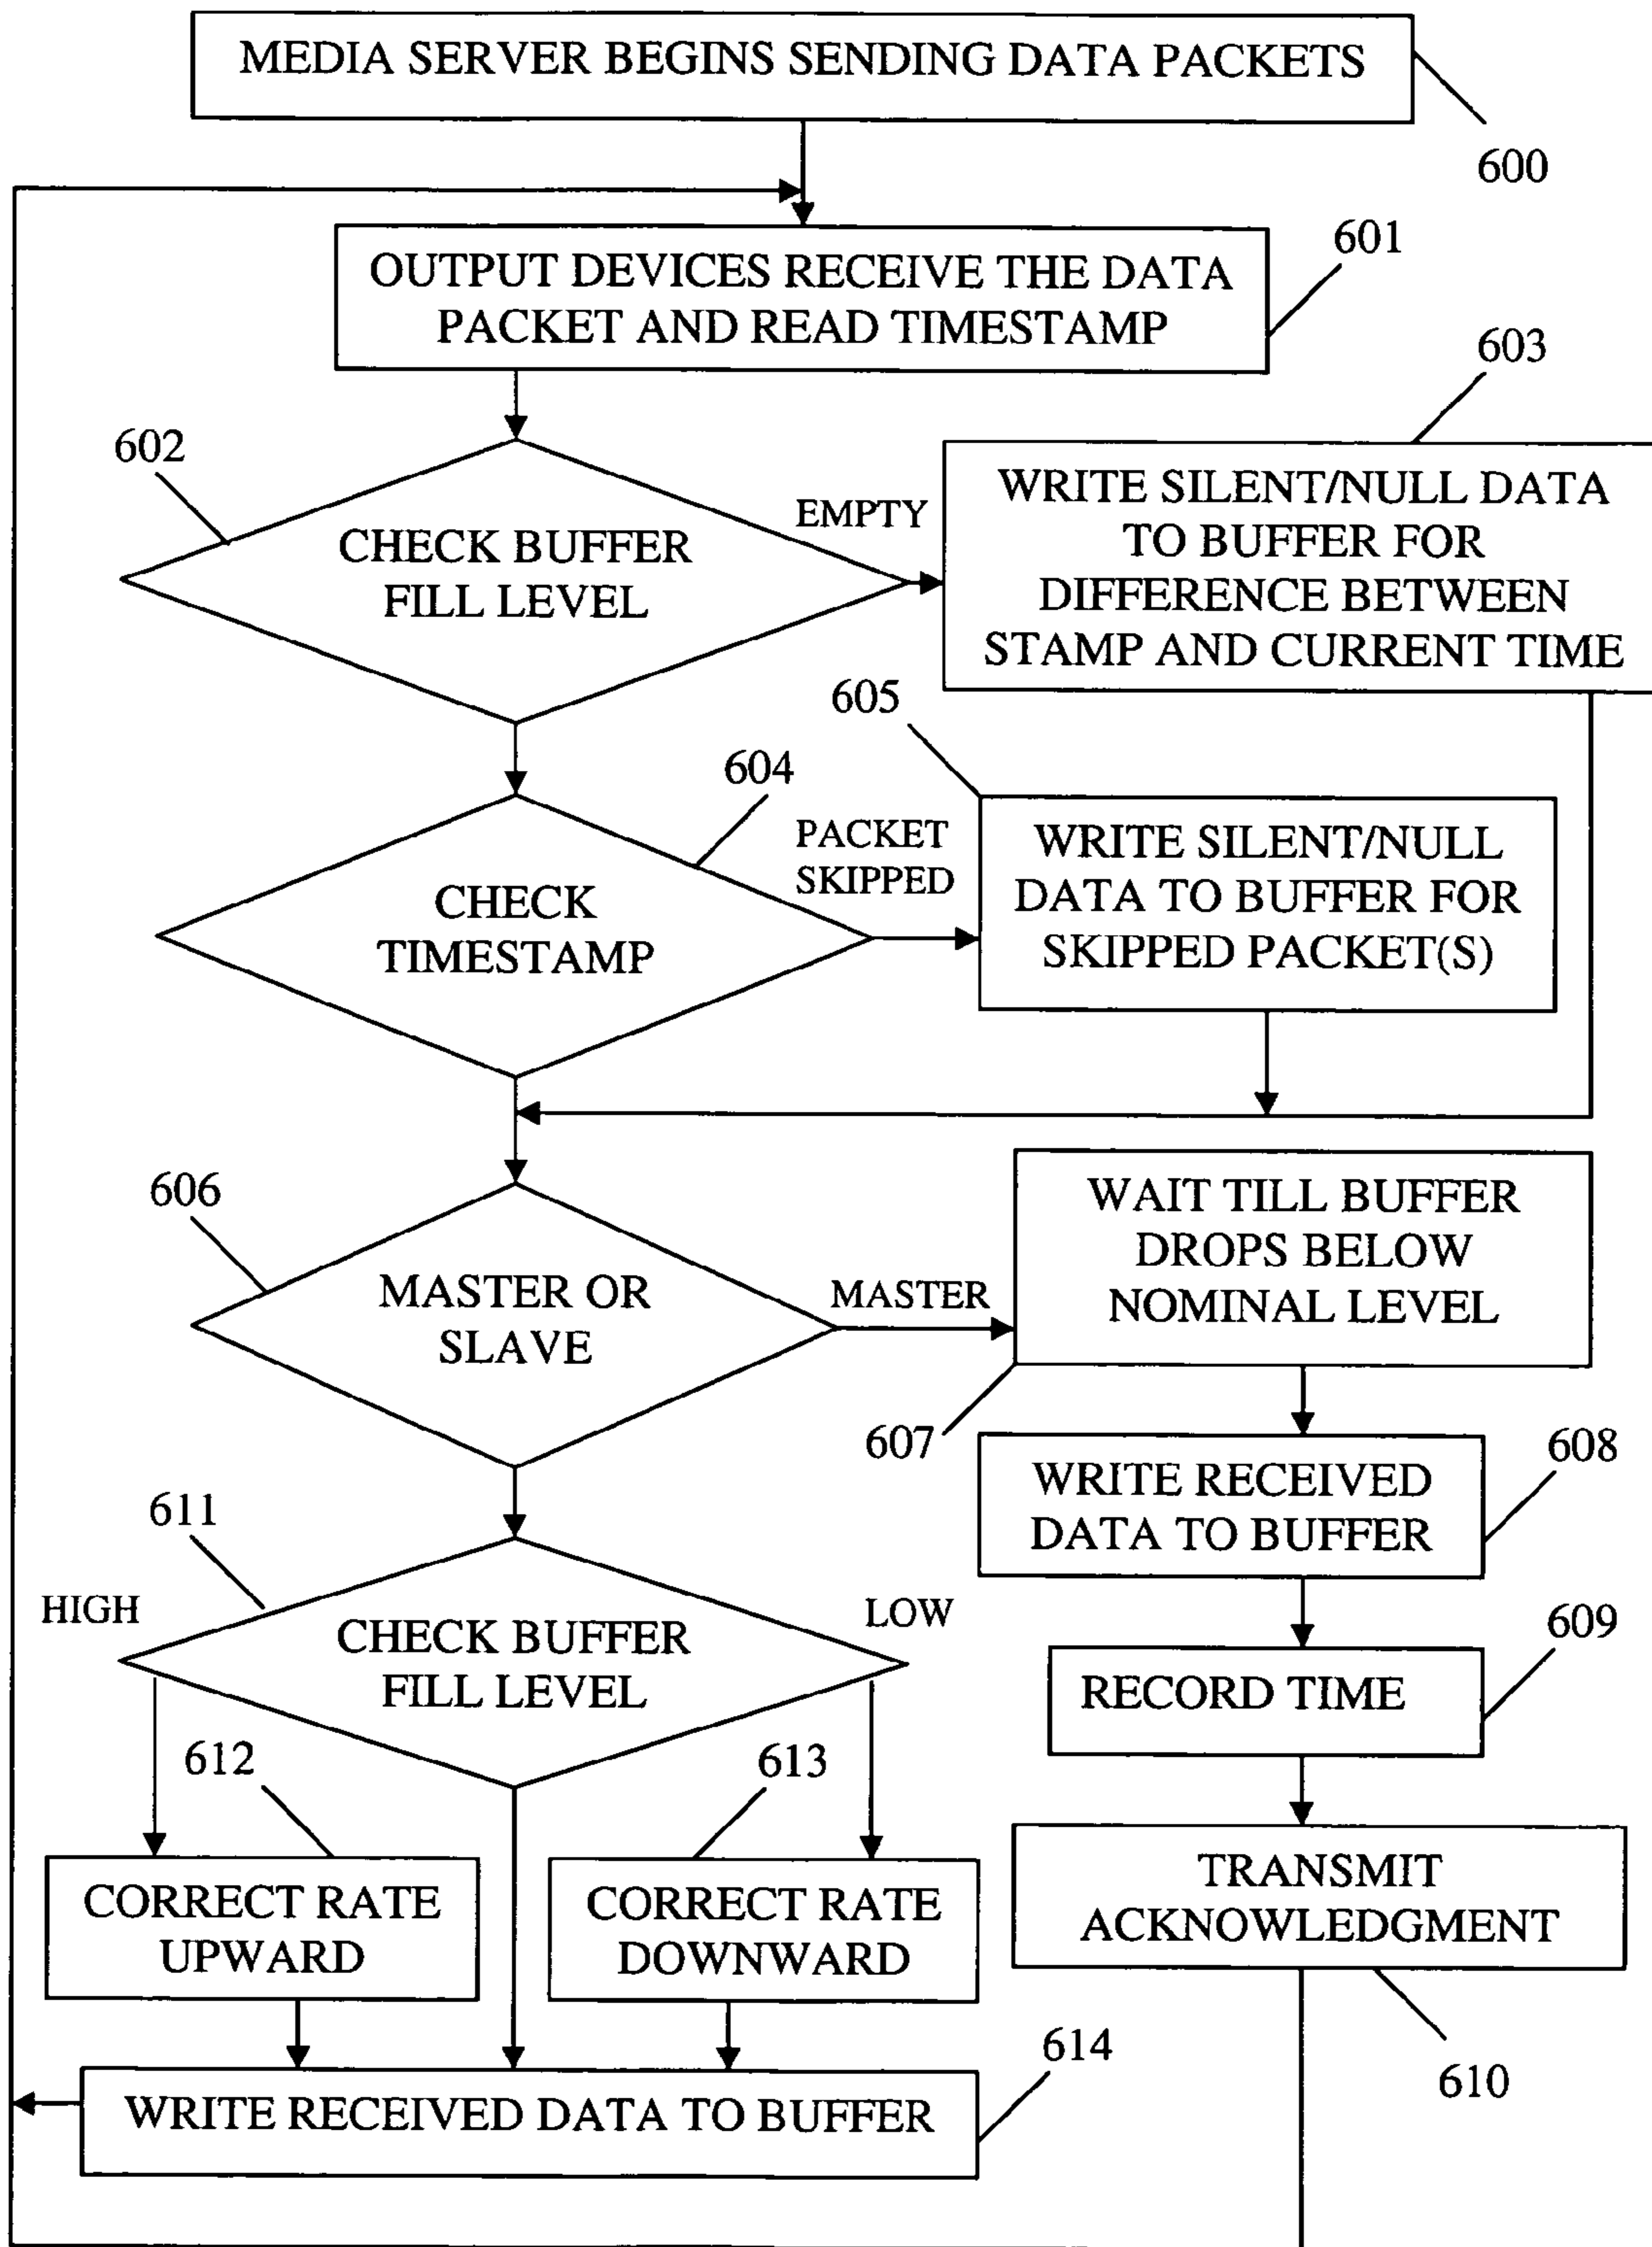 MEDIA SERVER BEGINS SENDING DATA PACKETS
600
OUTPUT DEVICES RECEIVE THE DATA
PACKET AND READ TIMESTAMP
601
602
CHECK BUFFER
FILL LEVEL
EMPTY
603
WRITE SILENT/NULL DATA
TO BUFFER FOR
DIFFERENCE BETWEEN
STAMP AND CURRENT TIME
604
CHECK
TIMESTAMP
PACKET
SKIPPED
605
WRITE SILENT/NULL
DATA TO BUFFER FOR
SKIPPED PACKET(S)
606
MASTER OR
SLAVE
MASTER
WAIT TILL BUFFER
DROPS BELOW
NOMINAL LEVEL
607
WRITE RECEIVED
DATA TO BUFFER
608
RECORD TIME
609
TRANSMIT
ACKNOWLEDGMENT
610
611
HIGH
CHECK BUFFER
FILL LEVEL
LOW
612
CORRECT RATE
UPWARD
613
CORRECT RATE
DOWNWARD
WRITE RECEIVED DATA TO BUFFER
614